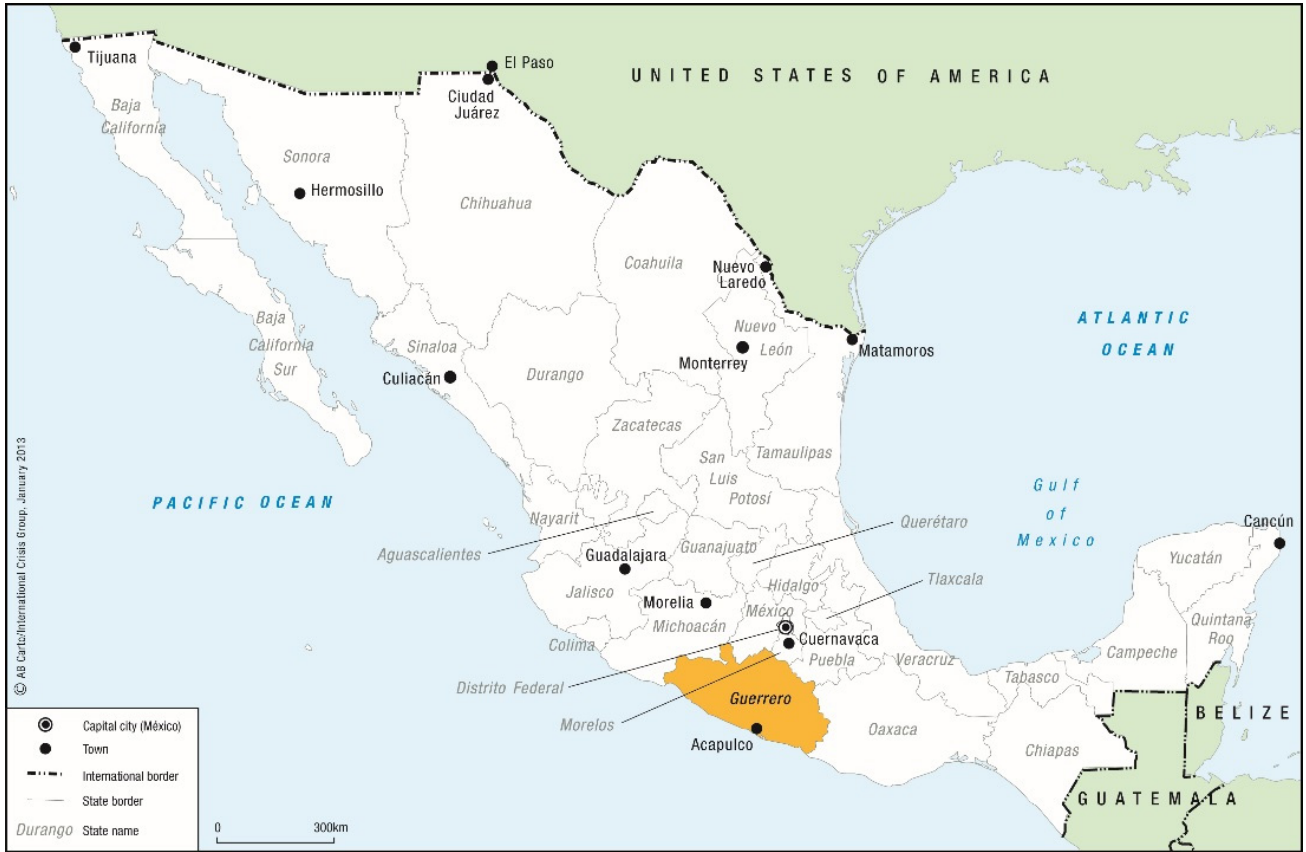 Tijuana
El Paso
UNITED STATES OF AMERICA
Ciudad
Juárez
Baja
California
Sonora
Hermosillo
Chihuahua
Coahuila
Nuevo
Laredo
Baja
California
Sur
Sinaloa
Culiacán
Durango
Nuevo
León
Monterrey
Matamoros
ATLANTIC
OCEAN
Zacatecas
San
Luis
Potosí
Tamaulipas
PACIFIC OCEAN
Gulf
of
Mexico
Nayarit
Aguascalientes
Guadalajara
Guanajuato
Querétaro
Cancún
Yucatán
Jalisco
Hidalgo
Tlaxcala
Morelia
México
Michoacán
Colima
Cuernavaca
Puebla
Veracruz
Quintana
Roo
Campeche
Tabasco
Distrito Federal
Guerrero
Morelos
Acapulco
Oaxaca
Chiapas
BELIZE
GUATEMALA
© AB Carto/International Crisis Group, January 2013
Capital city (México)
Town
International border
State border
Durango State name
0 300km